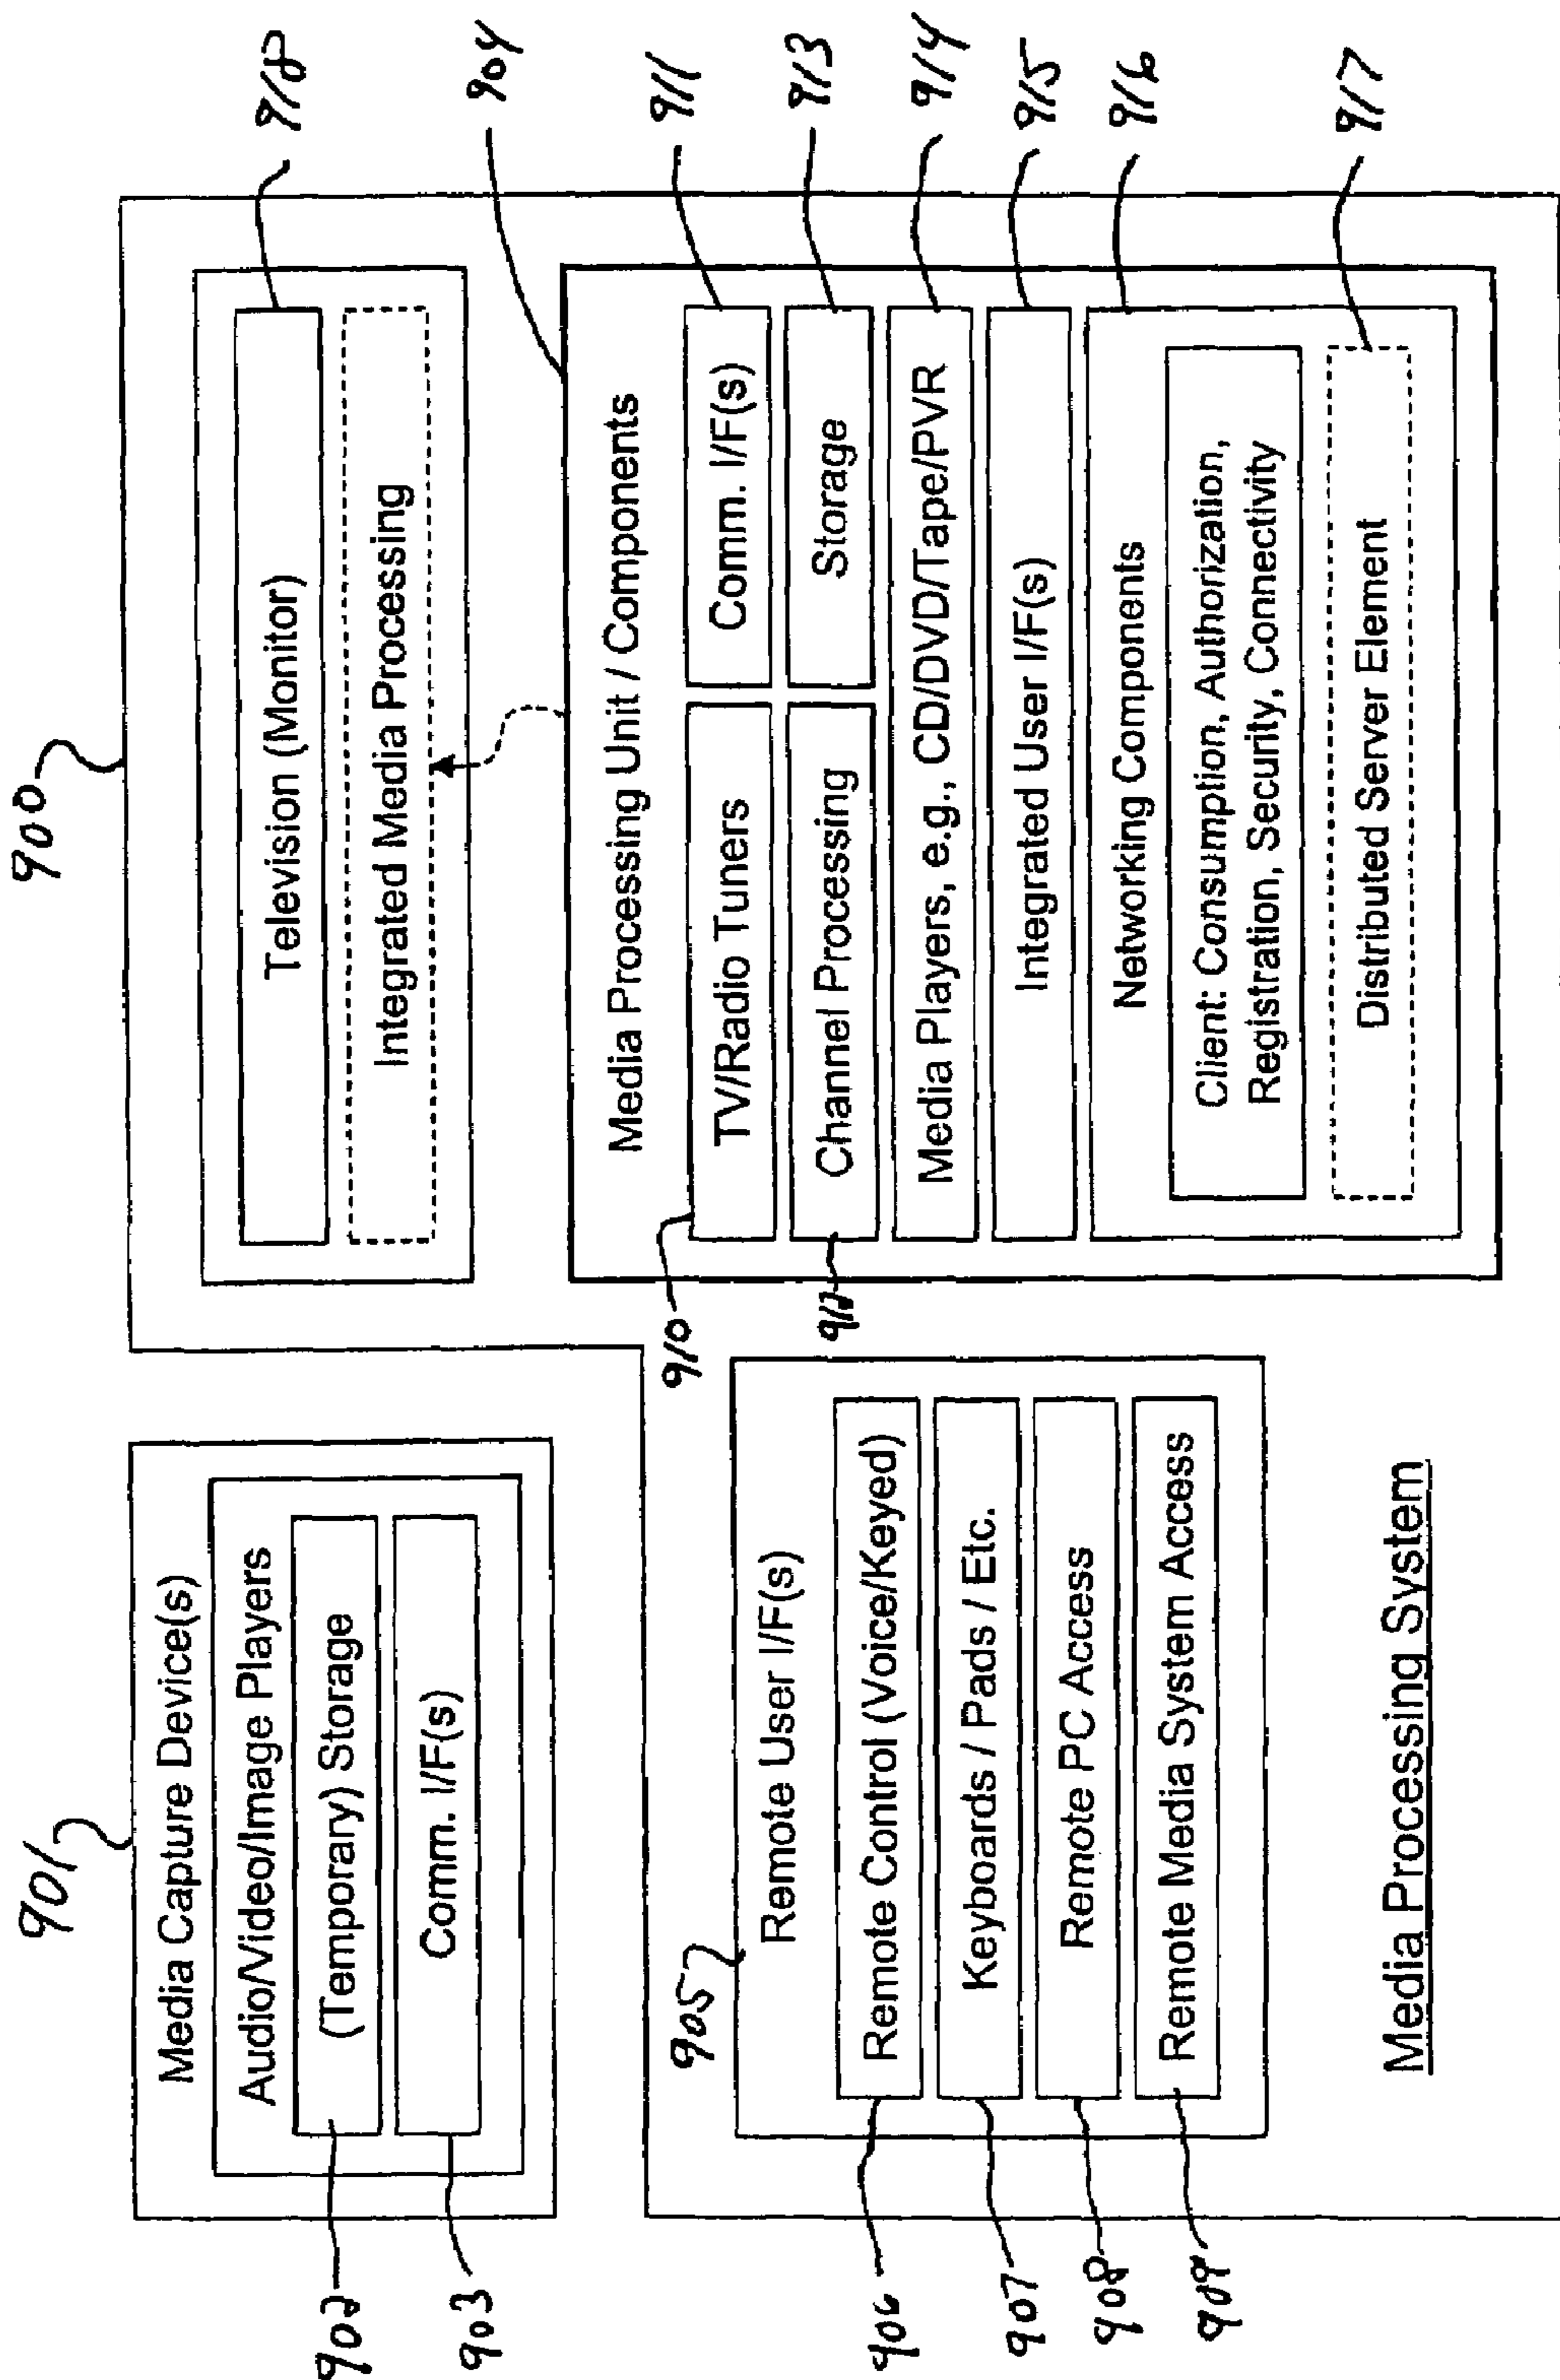 901
Media Capture Device(s)
Audio/Video/Image Players
(Temporary) Storage
Comm. I/F(s)
902
903
900
Television (Monitor)
Integrated Media Processing
918
904
Media Processing Unit / Components
TV/Radio Tuners
Comm. I/F(s)
Channel Processing
Storage
Media Players, e.g., CD/DVD/Tape/PVR
Integrated User I/F(s)
Networking Components
Client: Consumption, Authorization,
Registration, Security, Connectivity
Distributed Server Element
910
912
911
913
914
915
916
917
905
Remote User I/F(s)
Remote Control (Voice/Keyed)
Keyboards / Pads / Etc.
Remote PC Access
Remote Media System Access
906
907
908
909
Media Processing System